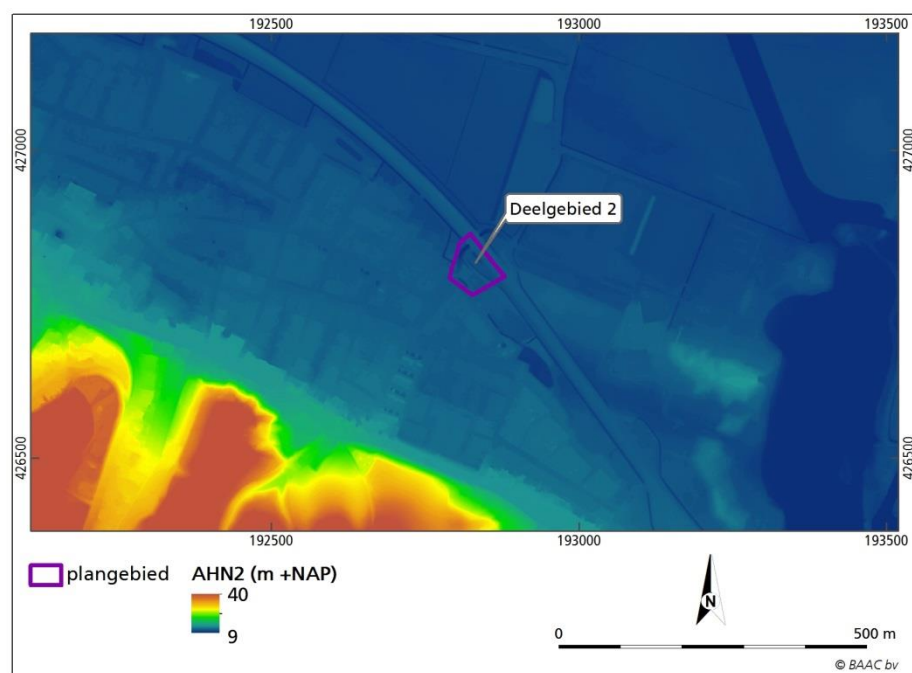 192500
193000
193500
427000
427000
Deelgebied 2
426500
426500
192500
193000
193500
plangebied
AHN2 (m +NAP)
40
9
N
0
500 m
© BAAC bv